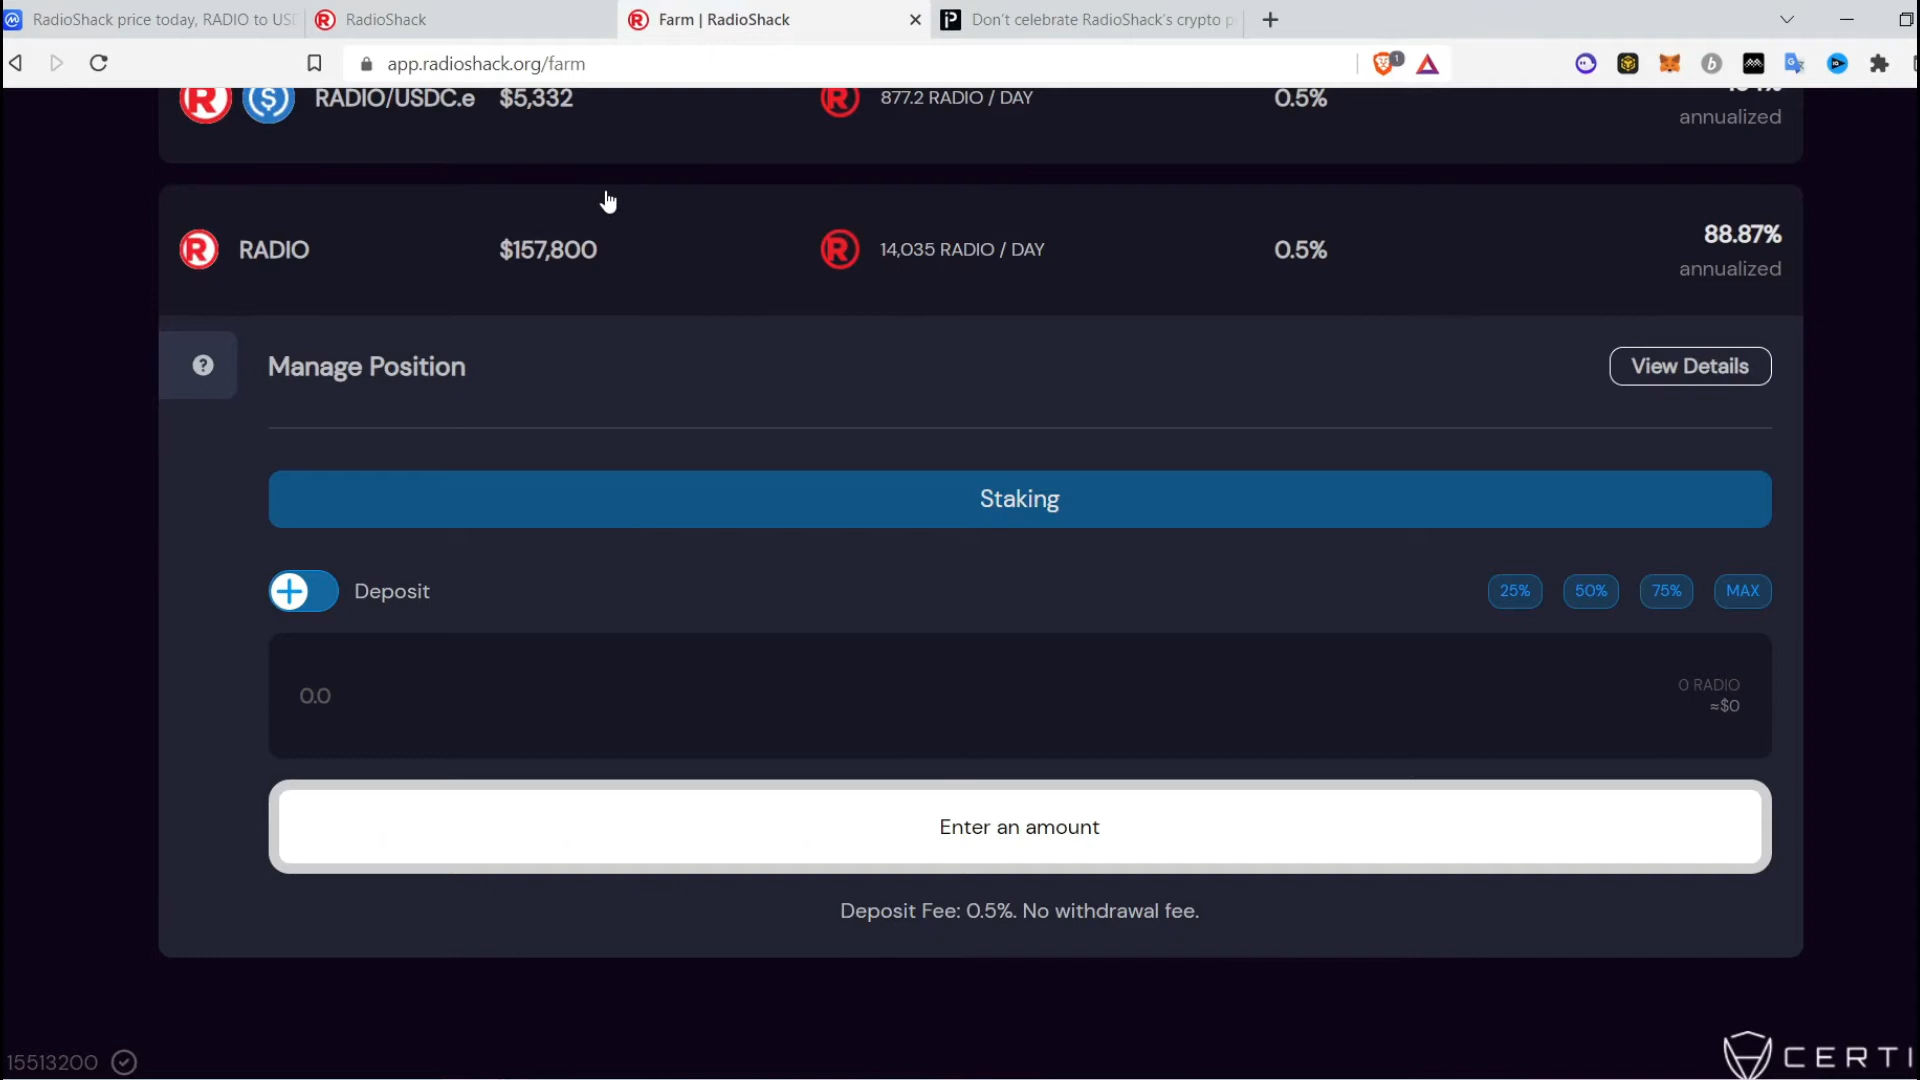 RadioShack price today, RADIO to US
RadioShack
Farm | RadioShack
Don't celebrate RadioShack's crypto p
app.radioshack.org/farm
1
RADIO/USDC.e $5,332 877.2 RADIO / DAY 0.5%
annualized
RADIO $157,800 14,035 RADIO / DAY 0.5% 88.87%
annualized
? Manage Position View Details
Staking
Deposit 25% 50% 75% MAX
0.0 0 RADIO
≈$0
Enter an amount
Deposit Fee: 0.5%. No withdrawal fee.
15513200
CERTI